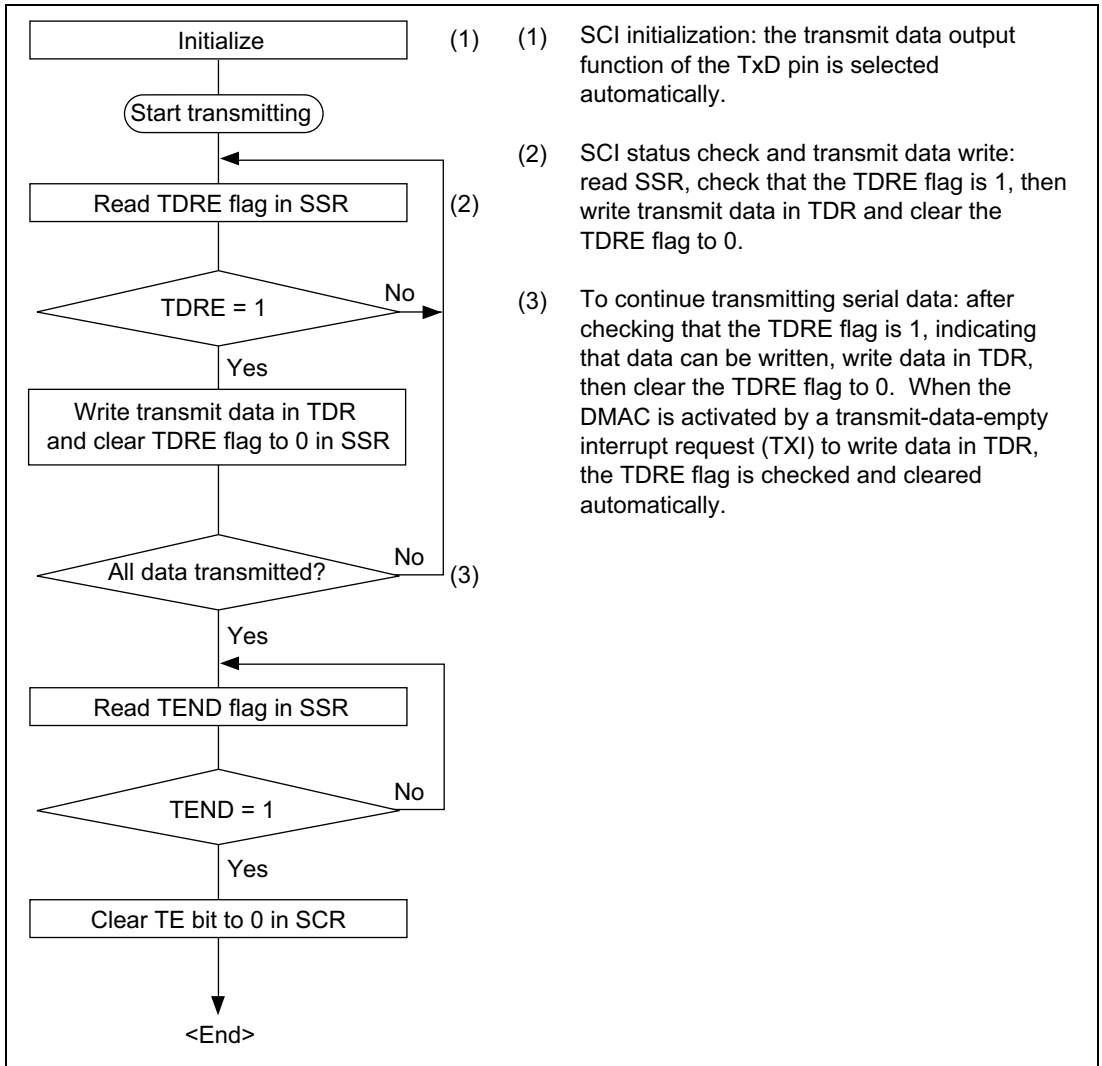 Initialize
(1)
Start transmitting
Read TDRE flag in SSR
(2)
TDRE = 1
No
Yes
Write transmit data in TDR
and clear TDRE flag to 0 in SSR
All data transmitted?
No
(3)
Yes
Read TEND flag in SSR
TEND = 1
No
Yes
Clear TE bit to 0 in SCR
<End>
(1) SCI initialization: the transmit data output
function of the TxD pin is selected
automatically.
(2) SCI status check and transmit data write:
read SSR, check that the TDRE flag is 1, then
write transmit data in TDR and clear the
TDRE flag to 0.
(3) To continue transmitting serial data: after
checking that the TDRE flag is 1, indicating
that data can be written, write data in TDR,
then clear the TDRE flag to 0.  When the
DMAC is activated by a transmit-data-empty
interrupt request (TXI) to write data in TDR,
the TDRE flag is checked and cleared
automatically.